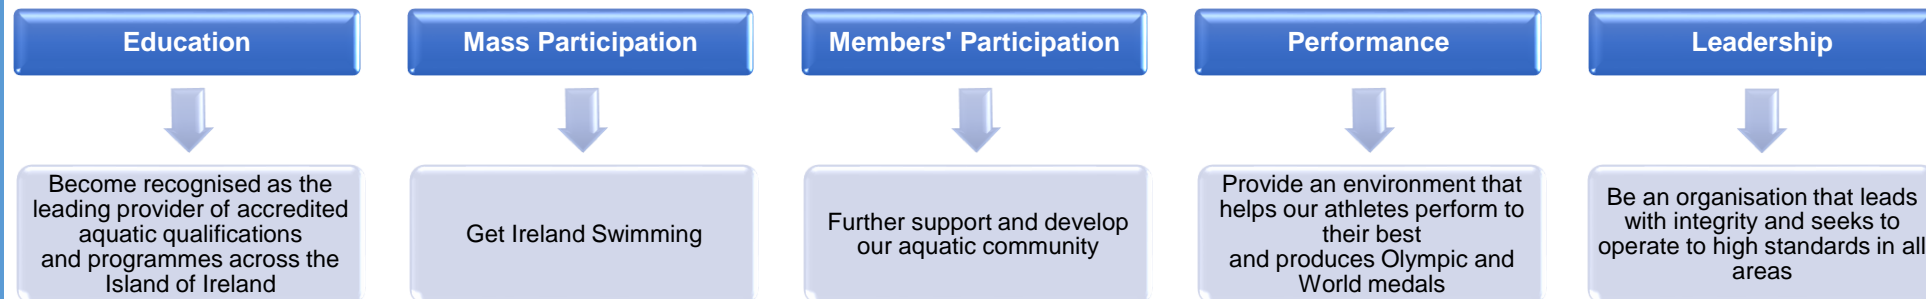 Education
Mass Participation
Members' Participation
Performance
Leadership
Become recognised as the
leading provider of accredited
aquatic qualifications
and programmes across the
Island of Ireland
Get Ireland Swimming
Further support and develop
our aquatic community
Provide an environment that
helps our athletes perform to
their best
and produces Olympic and
World medals
Be an organisation that leads
with integrity and seeks to
operate to high standards in all
areas